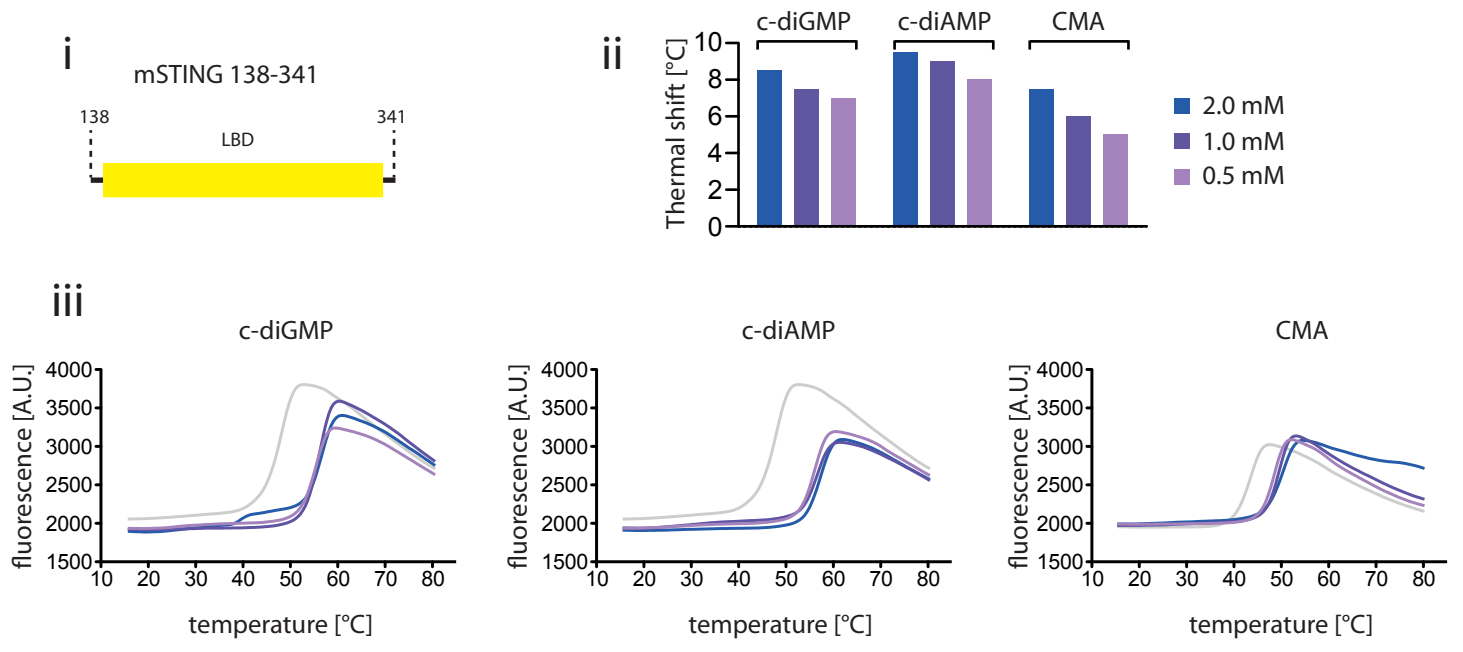 i
mSTING 138-341
138
341
LBD
ii
c-diGMP
c-diAMP
CMA
Thermal shift [°C]
10
8
6
4
2
0
2.0 mM
1.0 mM
0.5 mM
iii
c-diGMP
fluorescence [A.U.]
4000
3500
3000
2500
2000
1500
10 20 30 40 50 60 70 80
temperature [°C]
c-diAMP
fluorescence [A.U.]
4000
3500
3000
2500
2000
1500
10 20 30 40 50 60 70 80
temperature [°C]
CMA
fluorescence [A.U.]
4000
3500
3000
2500
2000
1500
10 20 30 40 50 60 70 80
temperature [°C]